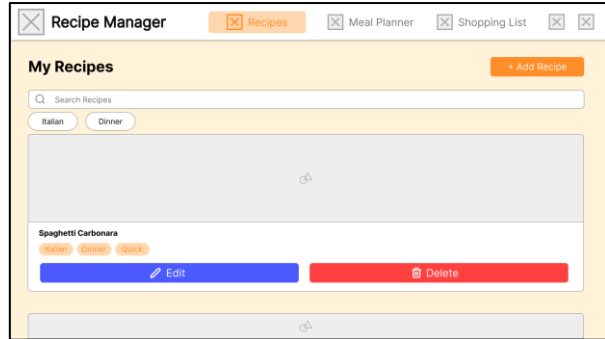 Recipe Manager Recipes Meal Planner Shopping List
My Recipes + Add Recipe
Search Recipes
Italian Dinner
Spaghetti Carbonara
Italian Dinner Quick
Edit Delete